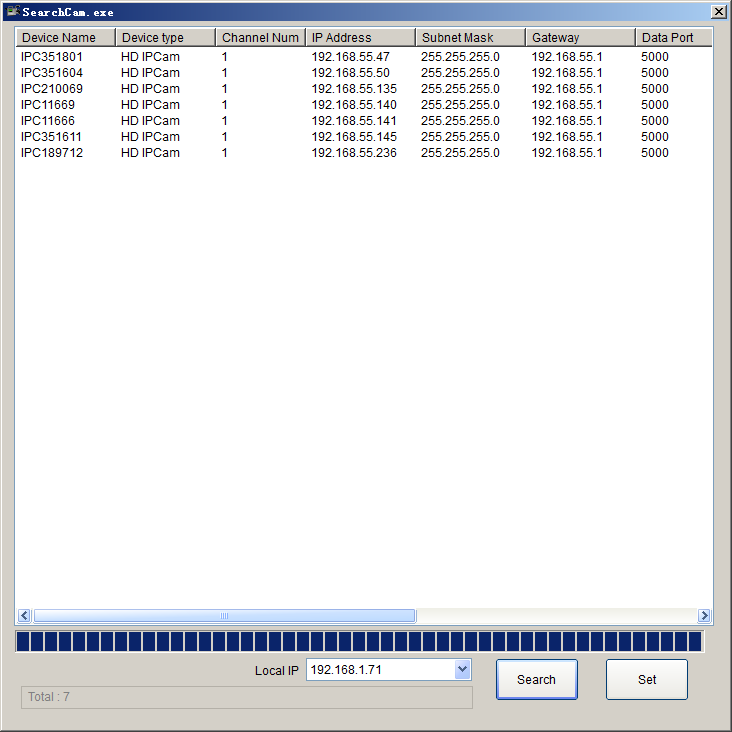 SearchCam.exe
Device Name Device type Channel Num IP Address Subnet Mask Gateway Data Port
IPC351801 HD IPCam 1 192.168.55.47 255.255.255.0 192.168.55.1 5000
IPC351604 HD IPCam 1 192.168.55.50 255.255.255.0 192.168.55.1 5000
IPC210069 HD IPCam 1 192.168.55.135 255.255.255.0 192.168.55.1 5000
IPC11669 HD IPCam 1 192.168.55.140 255.255.255.0 192.168.55.1 5000
IPC11666 HD IPCam 1 192.168.55.141 255.255.255.0 192.168.55.1 5000
IPC351611 HD IPCam 1 192.168.55.145 255.255.255.0 192.168.55.1 5000
IPC189712 HD IPCam 1 192.168.55.236 255.255.255.0 192.168.55.1 5000
Local IP 192.168.1.71 Search Set
Total : 7